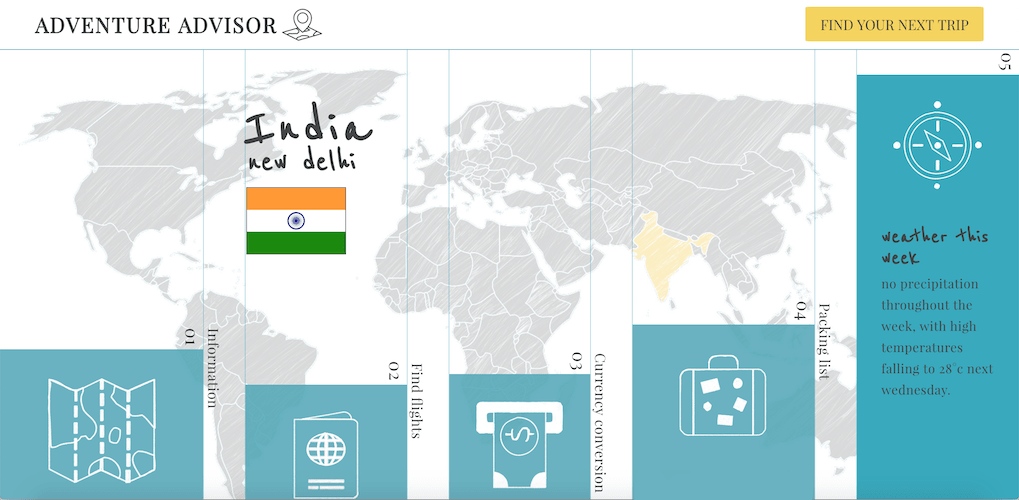 ADVENTURE ADVISOR
FIND YOUR NEXT TRIP
India
new delhi
01
Information
02
Find flights
03
Currency conversion
04
Packing list
05
weather this
week
no precipitation
throughout the
week, with high
temperatures
falling to 28°c next
wednesday.